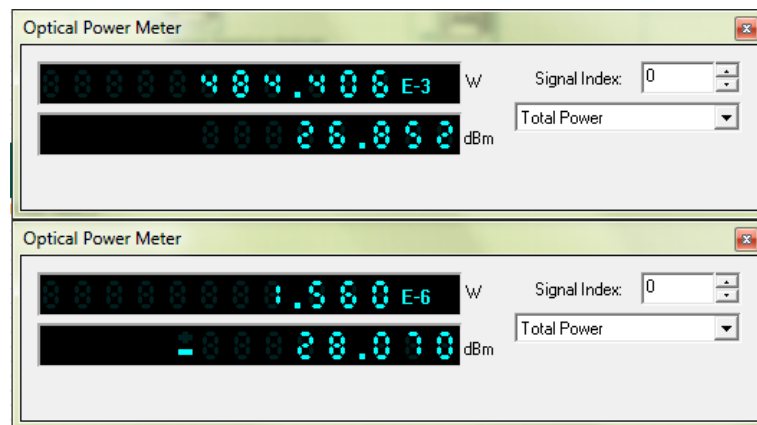 Optical Power Meter
484.406 E-3 W Signal Index: 0
26.852 dBm Total Power
Optical Power Meter
1.560 E-6 W Signal Index: 0
-28.070 dBm Total Power